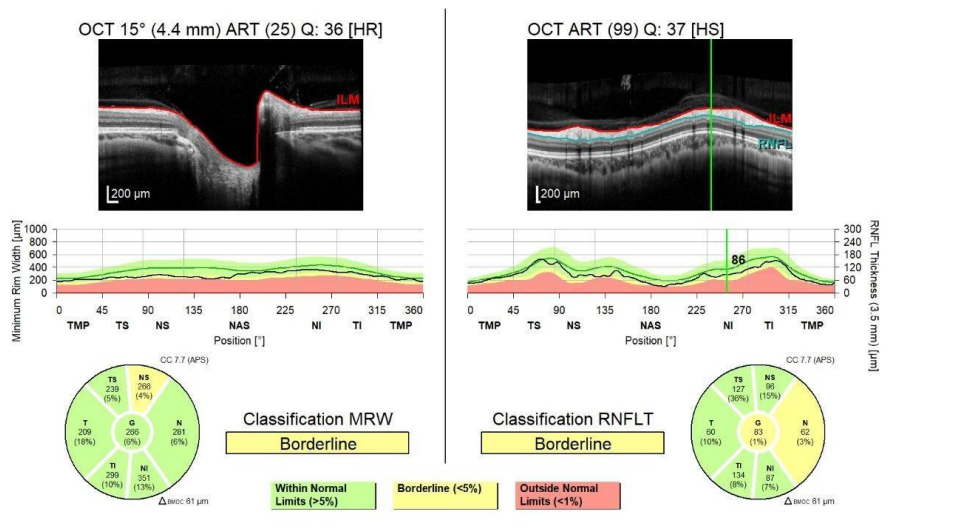 OCT 15° (4.4 mm) ART (25) Q: 36 [HR]
ILM
200 µm
Minimum Rim Width [µm]
1000
800
600
400
200
0
0 45 90 135 180 225 270 315 360
TMP TS NS NAS NI TI TMP
Position [°]
CC 7.7 (APS)
TS
239
(5%)
NS
266
(4%)
T
209
(18%)
G
266
(6%)
N
281
(6%)
TI
299
(10%)
NI
351
(13%)
Δ BMOC 61 µm
Classification MRW
Borderline
OCT ART (99) Q: 37 [HS]
ILM
RNFL
200 µm
86
300
240
180
120
60
0
RNFL Thickness (3.5 mm) [µm]
0 45 90 135 180 225 270 315 360
TMP TS NS NAS NI TI TMP
Position [°]
Classification RNFLT
Borderline
CC 7.7 (APS)
TS
127
(36%)
NS
96
(15%)
T
60
(10%)
G
83
(1%)
N
62
(3%)
TI
134
(8%)
NI
87
(7%)
Δ BMOC 61 µm
Within Normal
Limits (>5%)
Borderline (<5%)
Outside Normal
Limits (<1%)